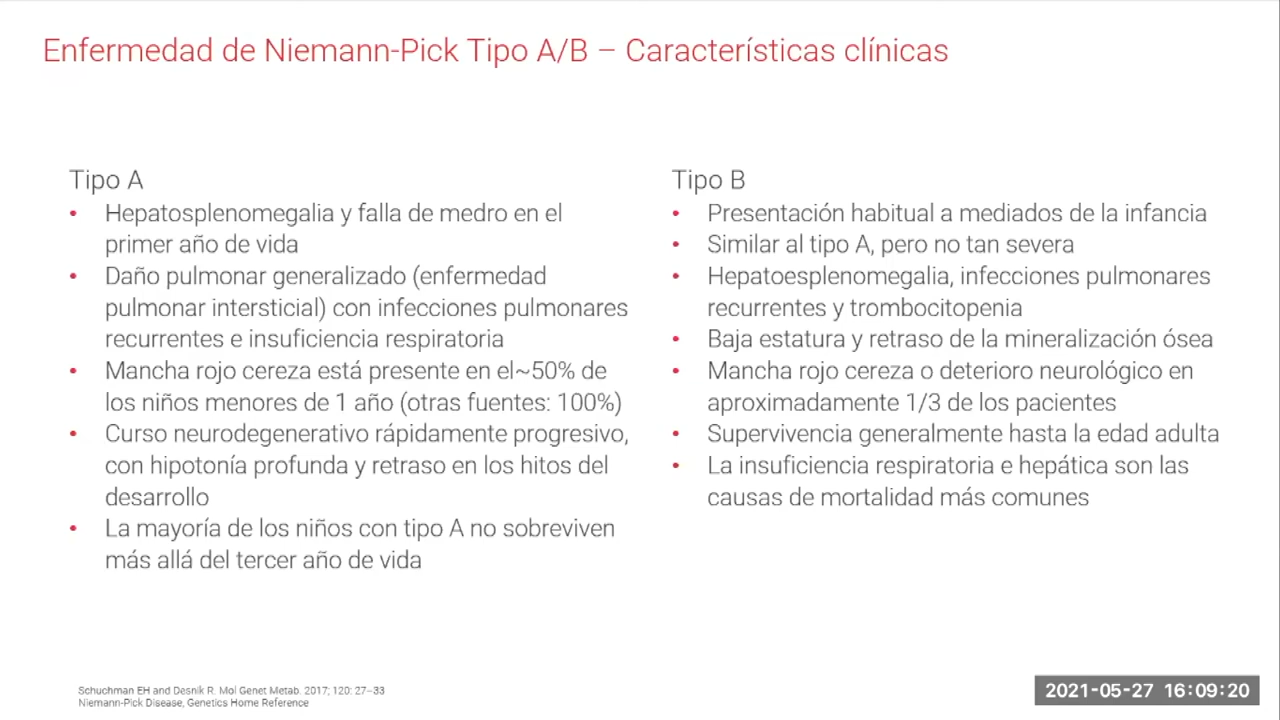 Enfermedad de Niemann-Pick Tipo A/B – Características clínicas
Tipo A
• Hepatosplenomegalia y falla de medro en el
primer año de vida
• Daño pulmonar generalizado (enfermedad
pulmonar intersticial) con infecciones pulmonares
recurrentes e insuficiencia respiratoria
• Mancha rojo cereza está presente en el~50% de
los niños menores de 1 año (otras fuentes: 100%)
• Curso neurodegenerativo rápidamente progresivo,
con hipotonía profunda y retraso en los hitos del
desarrollo
• La mayoría de los niños con tipo A no sobreviven
más allá del tercer año de vida
Tipo B
• Presentación habitual a mediados de la infancia
• Similar al tipo A, pero no tan severa
• Hepatoesplenomegalia, infecciones pulmonares
recurrentes y trombocitopenia
• Baja estatura y retraso de la mineralización ósea
• Mancha rojo cereza o deterioro neurológico en
aproximadamente 1/3 de los pacientes
• Supervivencia generalmente hasta la edad adulta
• La insuficiencia respiratoria e hepática son las
causas de mortalidad más comunes
Schuchman EH and Desnik R. Mol Genet Metab. 2017; 120: 27–33
Niemann-Pick Disease, Genetics Home Reference
2021-05-27 16:09:20